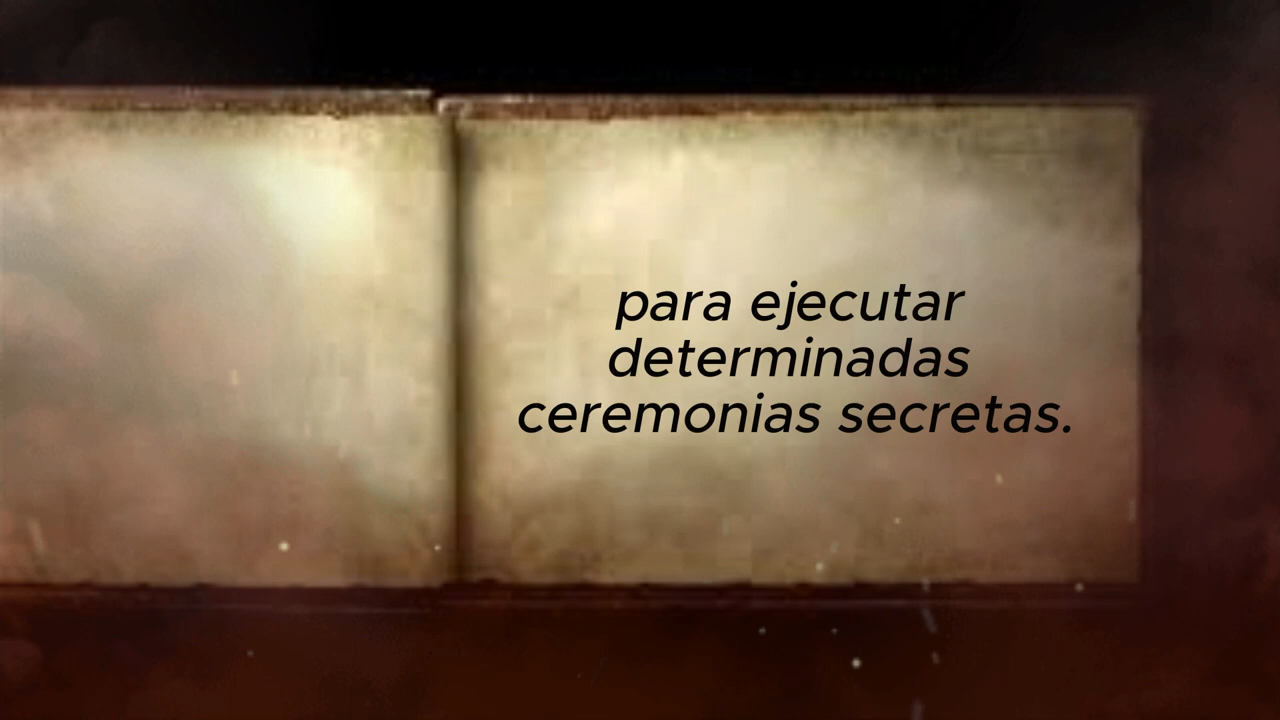 para ejecutar
determinadas
ceremonias secretas.